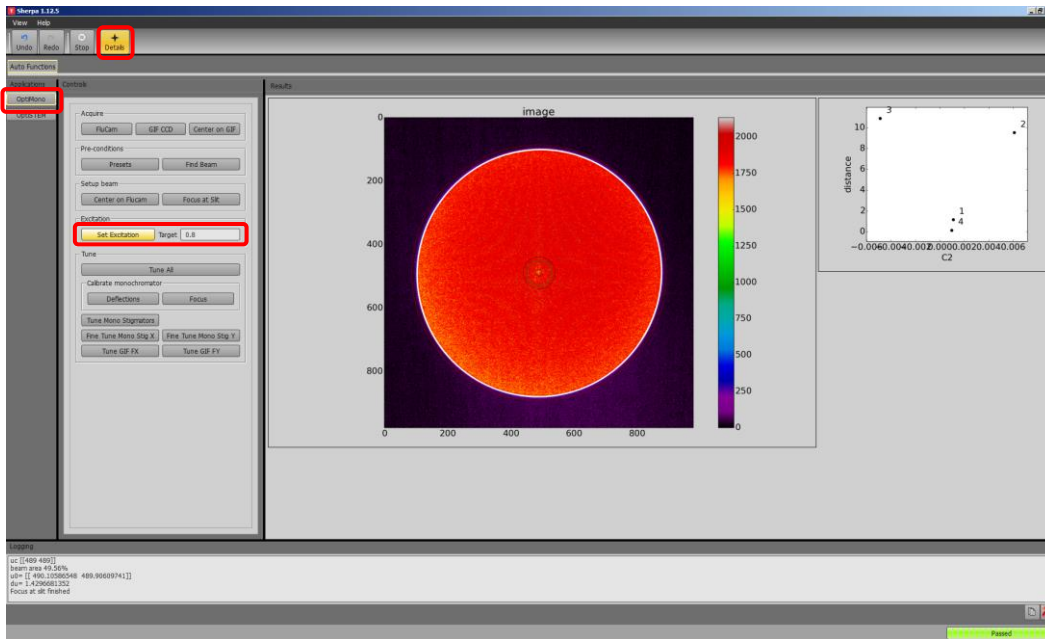 Sherpa 1.12.5
View Help
Undo Redo Stop Details
Auto Functions
Applications
OptiMono
OptiSTEM
Controls
Acquire
FluCam GIF CCD Center on GIF
Pre-conditions
Presets Find Beam
Setup beam
Center on Flucam Focus at Slit
Excitation
Set Excitation Target 0.8
Tune
Tune All
Calibrate monochromator
Deflections Focus
Tune Mono Stigmators
Fine Tune Mono Stig X Fine Tune Mono Stig Y
Tune GIF FX Tune GIF FY
Results
image
0
200
400
600
800
0 200 400 600 800
2000
1750
1500
1250
1000
750
500
250
0
distance
10
8
6
4
2
0
3
2
1
4
C2
Logging
uc [[489 489]]
beam area 49.56%
u0= [[ 490.10586548 489.90609741]]
du= 1.4296681352
Focus at slit finished
Passed